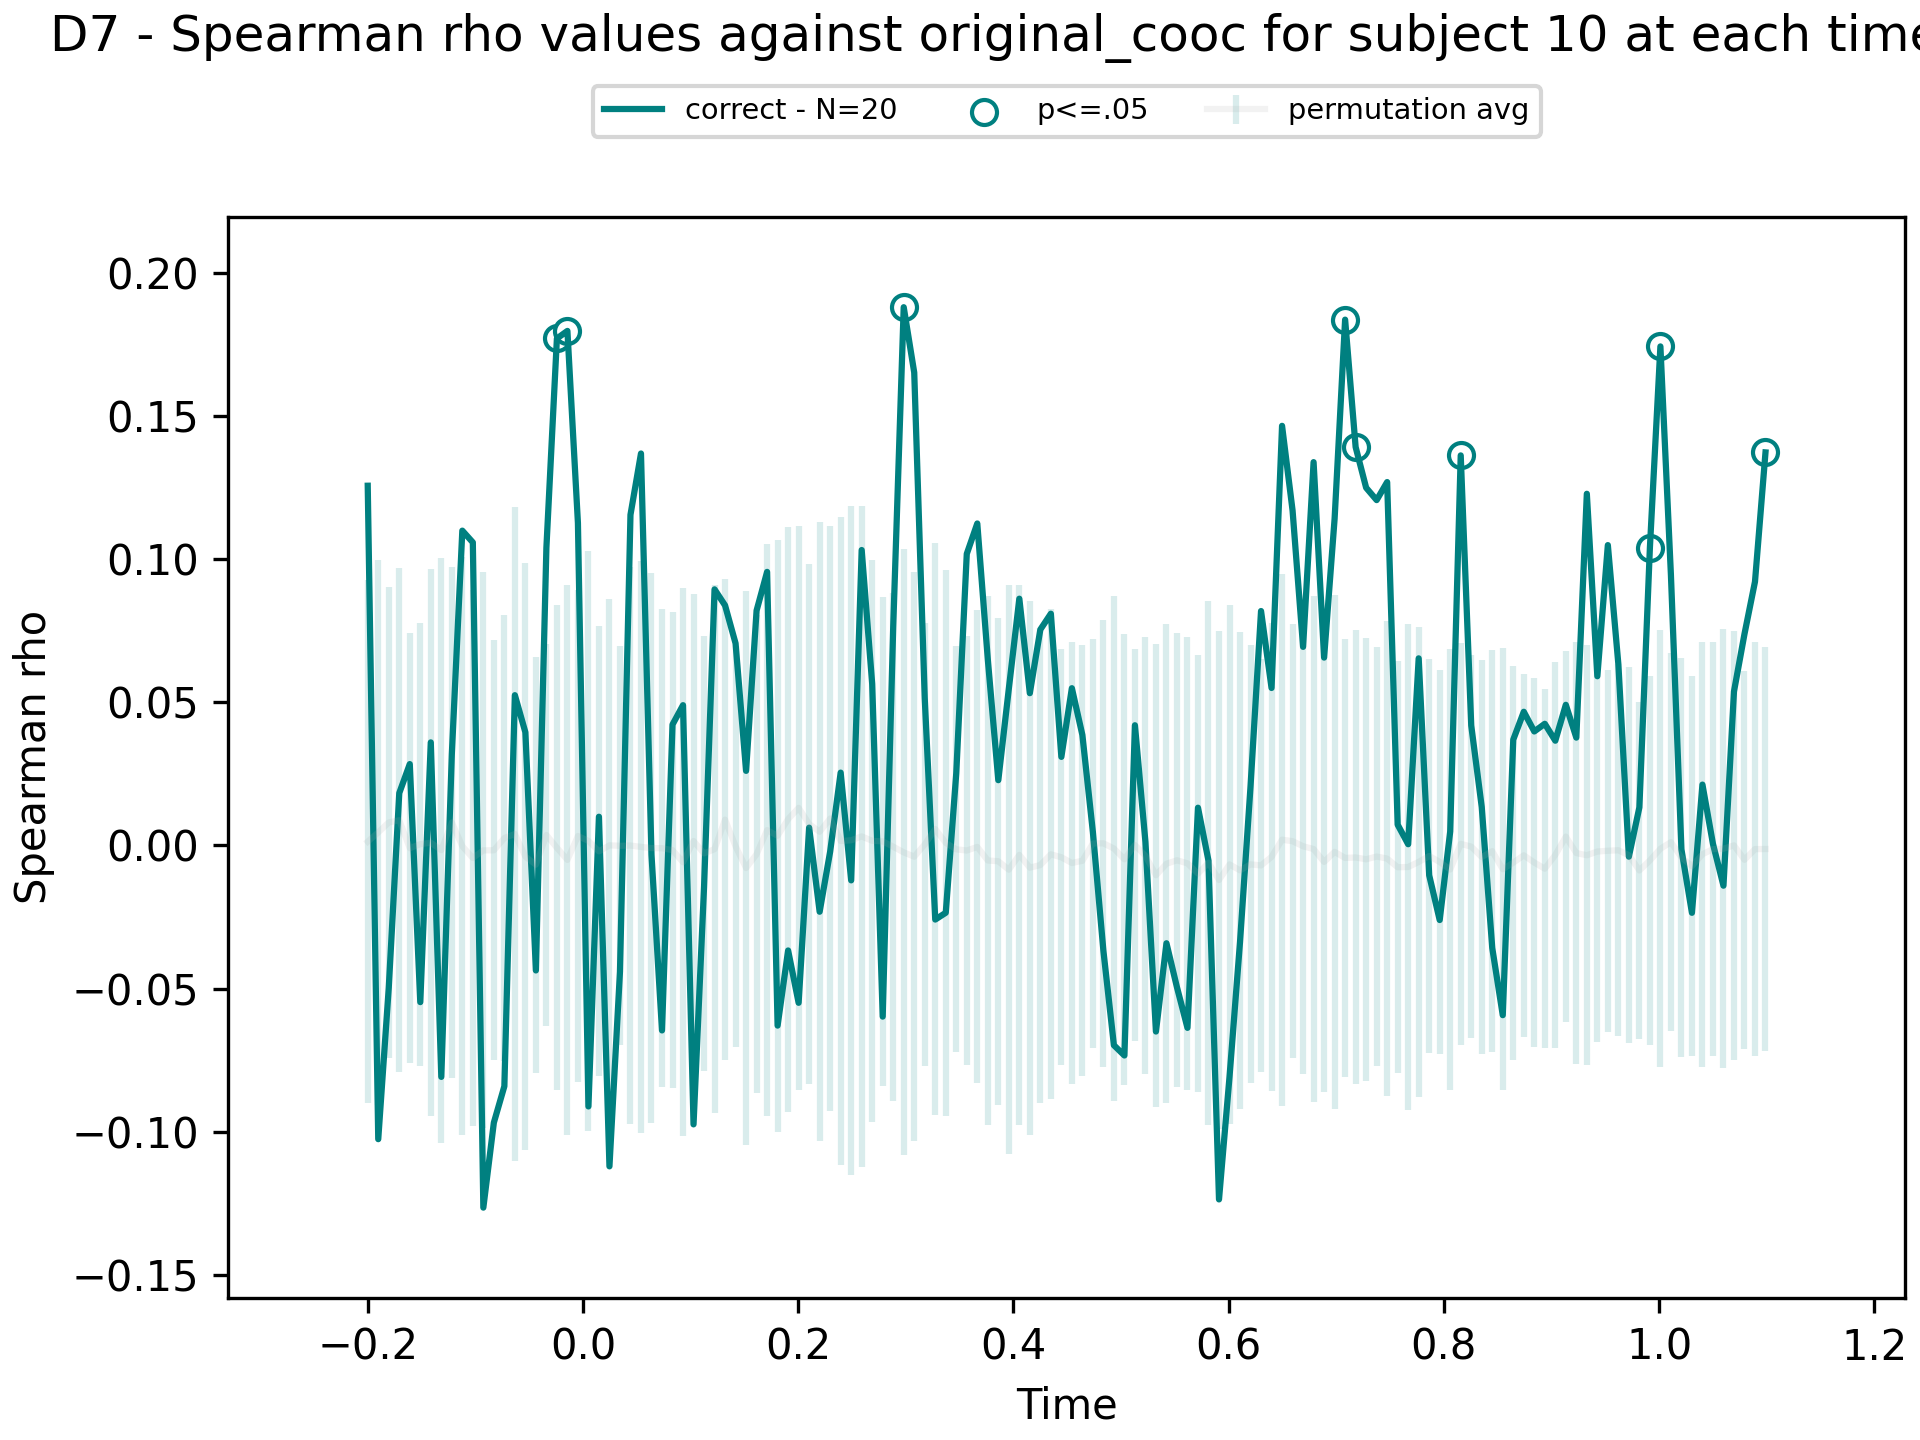 D7 - Spearman rho values against original_cooc for subject 10 at each time
correct - N=20 p<=.05 permutation avg
0.20
0.15
0.10
0.05
0.00
−0.05
−0.10
−0.15
Spearman rho
−0.2 0.0 0.2 0.4 0.6 0.8 1.0 1.2
Time